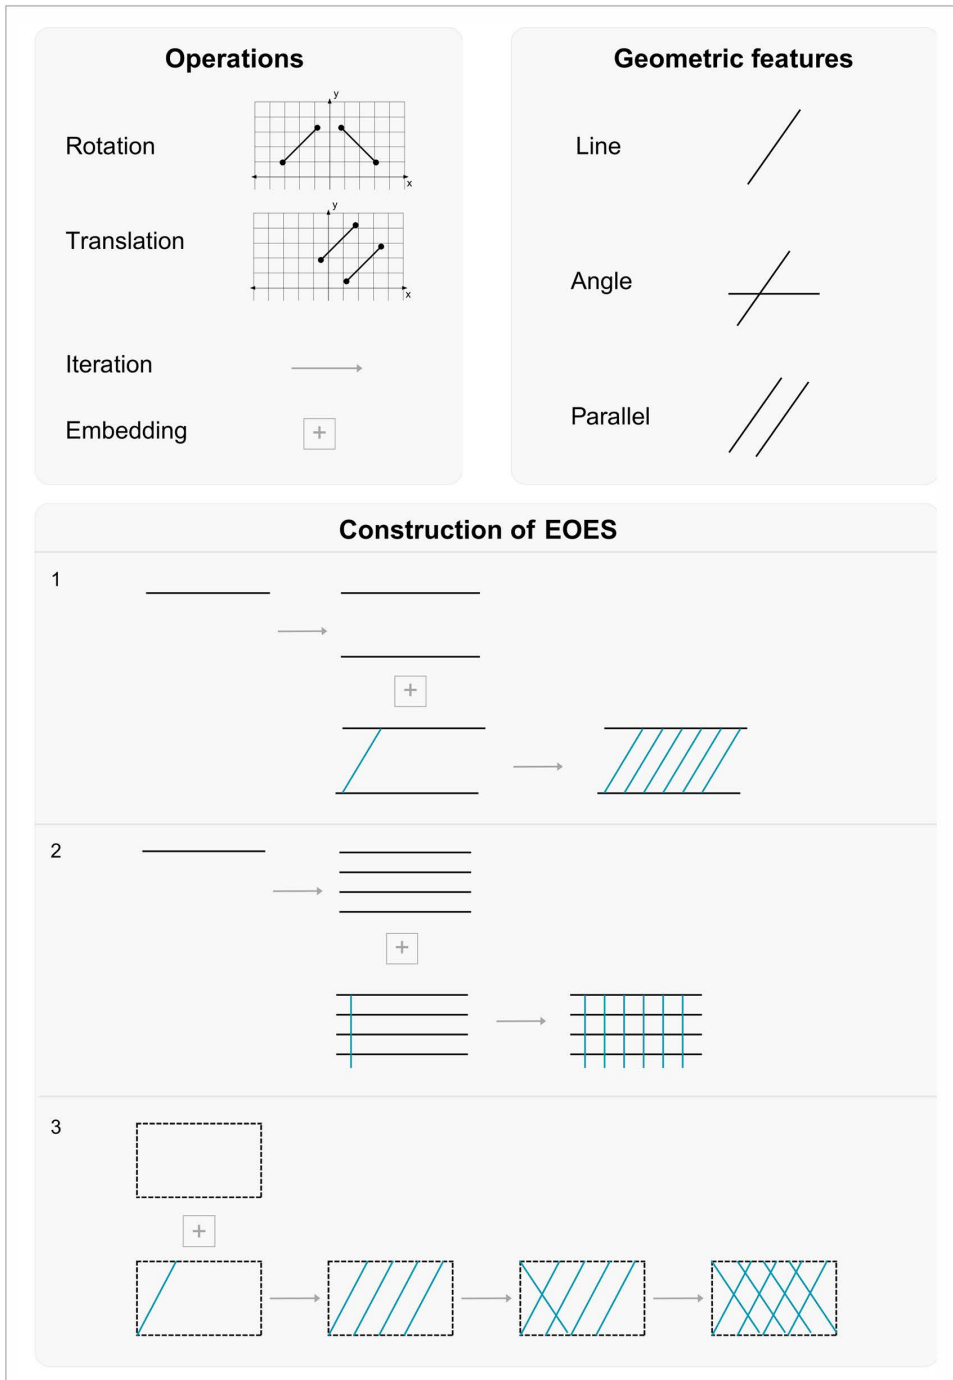 Operations
Rotation
y
x
Translation
y
x
Iteration
Embedding
+
Geometric features
Line
Angle
Parallel
Construction of EOES
1
+
2
+
3
+